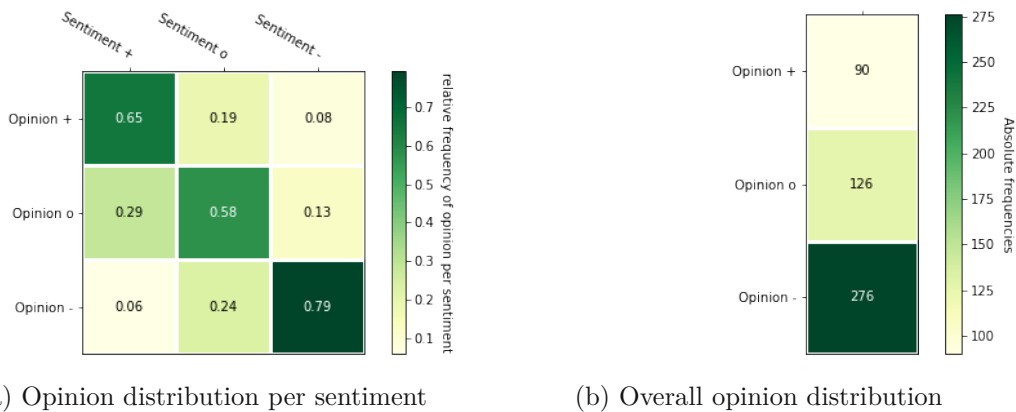 Sentiment +
Sentiment o
Sentiment -
Opinion +
0.65
0.19
0.08
Opinion o
0.29
0.58
0.13
Opinion -
0.06
0.24
0.79
0.7
0.6
0.5
0.4
0.3
0.2
0.1
relative frequency of opinion per sentiment
) Opinion distribution per sentiment
Opinion +
90
Opinion o
126
Opinion -
276
275
250
225
200
175
150
125
100
Absolute frequencies
(b) Overall opinion distribution